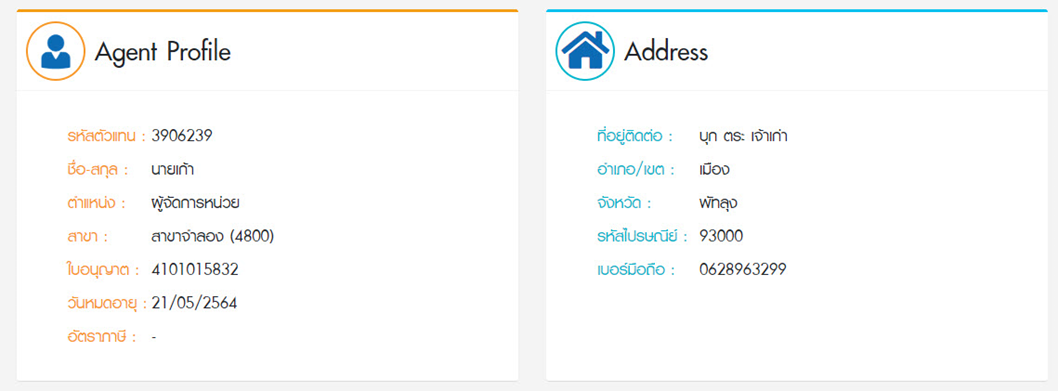 Agent Profile
รหัสตัวแทน : 3906239
ชื่อ-สกุล : นายเก้า
ตำแหน่ง : ผู้จัดการหน่วย
สาขา : สาขาจำลอง (4800)
ใบอนุญาต : 4101015832
วันหมดอายุ : 21/05/2564
อัตราภาษี : -
Address
ที่อยู่ติดต่อ : บุก ตระ เจ้าเก่า
อำเภอ/เขต : เมือง
จังหวัด : พัทลุง
รหัสไปรษณีย์ : 93000
เบอร์มือถือ : 0628963299